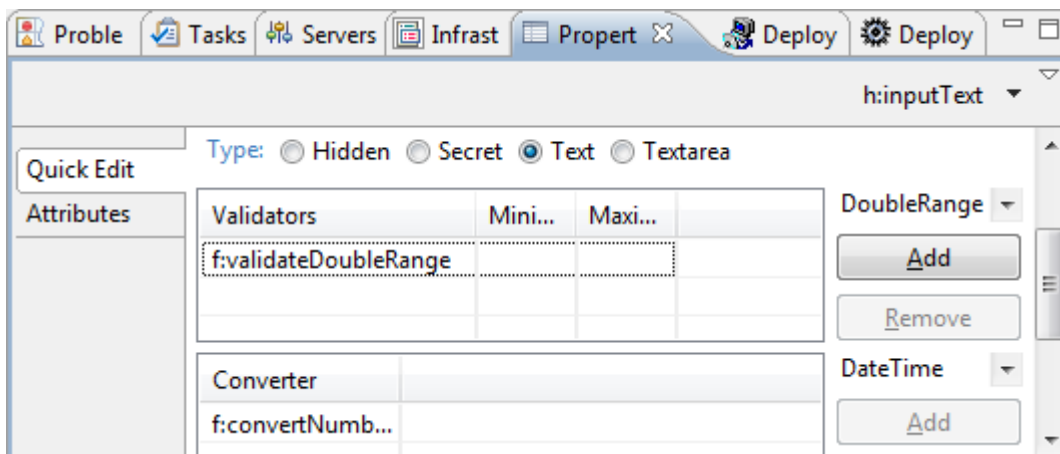 Proble Tasks Servers Infrast Propert Deploy Deploy
h:inputText
Quick Edit
Attributes
Type: Hidden Secret Text Textarea
Validators Mini... Maxi...
f:validateDoubleRange
DoubleRange
Add
Remove
Converter
f:convertNumb...
DateTime
Add